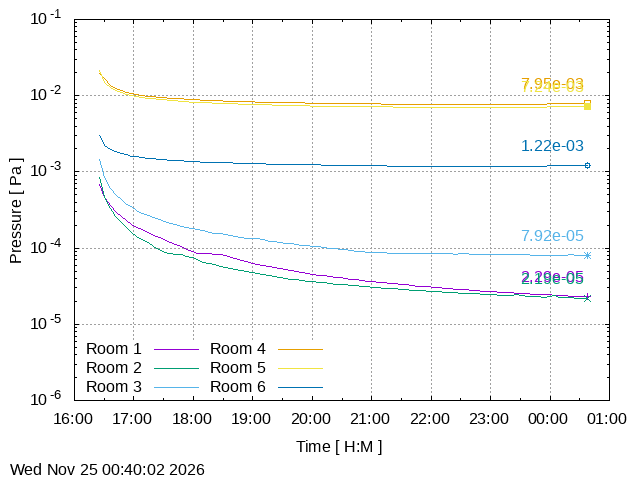 10^-1
10^-2
10^-3
10^-4
10^-5
10^-6
Pressure [ Pa ]
7.95e-03
1.22e-03
7.92e-05
Room 1
Room 4
Room 2
Room 5
Room 3
Room 6
16:00
17:00
18:00
19:00
20:00
21:00
22:00
23:00
00:00
01:00
Time [ H:M ]
Wed Nov 25 00:40:02 2026